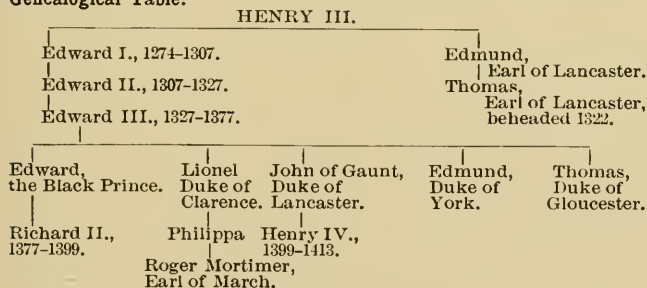 Genealogical Table.
HENRY III.
Edward I., 1274–1307.
Edmund,
Earl of Lancaster.
Edward II., 1307–1327.
Thomas,
Earl of Lancaster,
beheaded 1322.
Edward III., 1327–1377.
Edward,
the Black Prince.
Lionel
Duke of
Clarence.
John of Gaunt,
Duke of
Lancaster.
Edmund,
Duke of
York.
Thomas,
Duke of
Gloucester.
Richard II.,
1377–1399.
Philippa
Henry IV.,
1399–1413.
Roger Mortimer,
Earl of March.